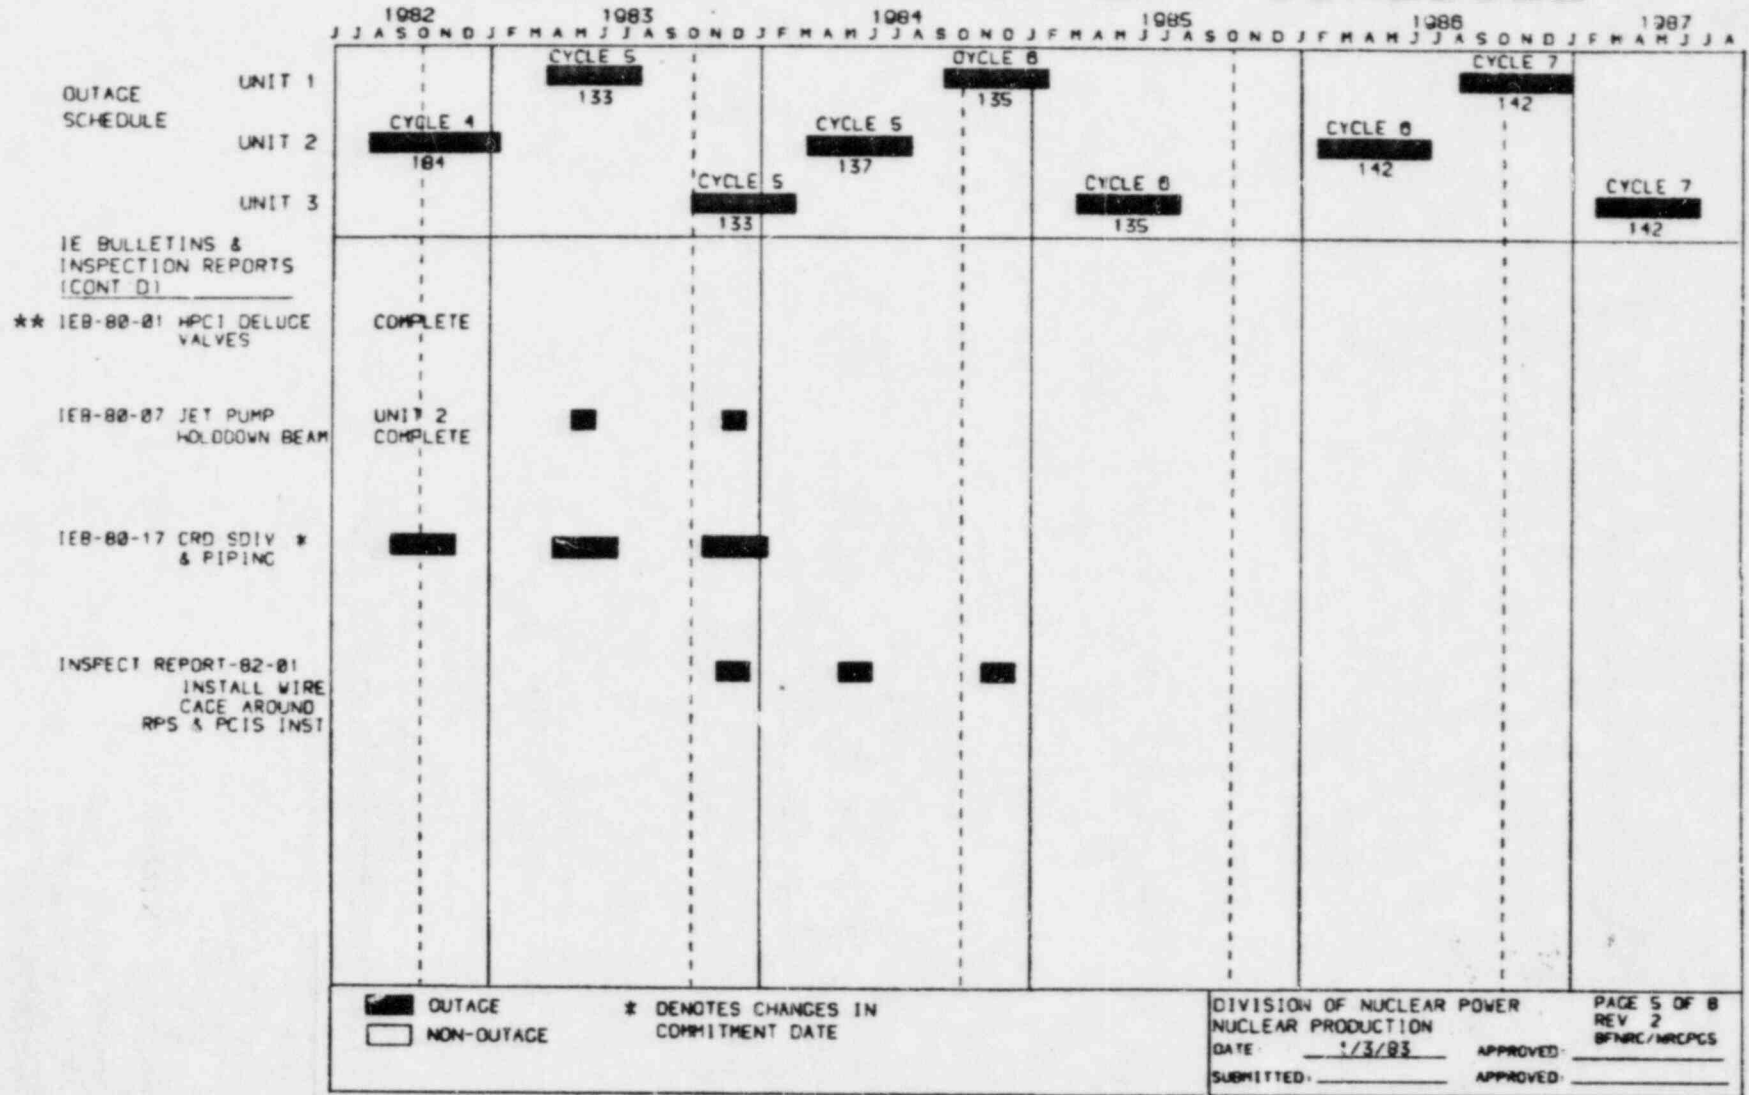 1982 1983 1984 1985 1986 1987
J J A S O N D J F M A M J J A S O N D J F M A M J J A S O N D J F M A M J J A S O N D J F M A M J J A S O N D J F M A M J J A
OUTAGE
SCHEDULE
UNIT 1
CYCLE 5
133
CYCLE 6
135
CYCLE 7
142
UNIT 2
CYCLE 4
184
CYCLE 5
137
CYCLE 6
142
UNIT 3
CYCLE 5
133
CYCLE 6
135
CYCLE 7
142
IE BULLETINS &
INSPECTION REPORTS
(CONT D)
** IEB-80-01 HPCI DELUGE
VALVES
COMPLETE
IEB-80-07 JET PUMP
HOLDDOWN BEAM
UNIT 2
COMPLETE
IEB-80-17 CRD SDIV *
& PIPING
INSPECT REPORT-82-01
INSTALL WIRE
CAGE AROUND
RPS & PCIS INST
OUTAGE
NON-OUTAGE
* DENOTES CHANGES IN
COMMITMENT DATE
DIVISION OF NUCLEAR POWER
NUCLEAR PRODUCTION
DATE: 1/3/83
SUBMITTED:
APPROVED:
APPROVED:
PAGE 5 OF 8
REV 2
BFNRC/NRCPCS